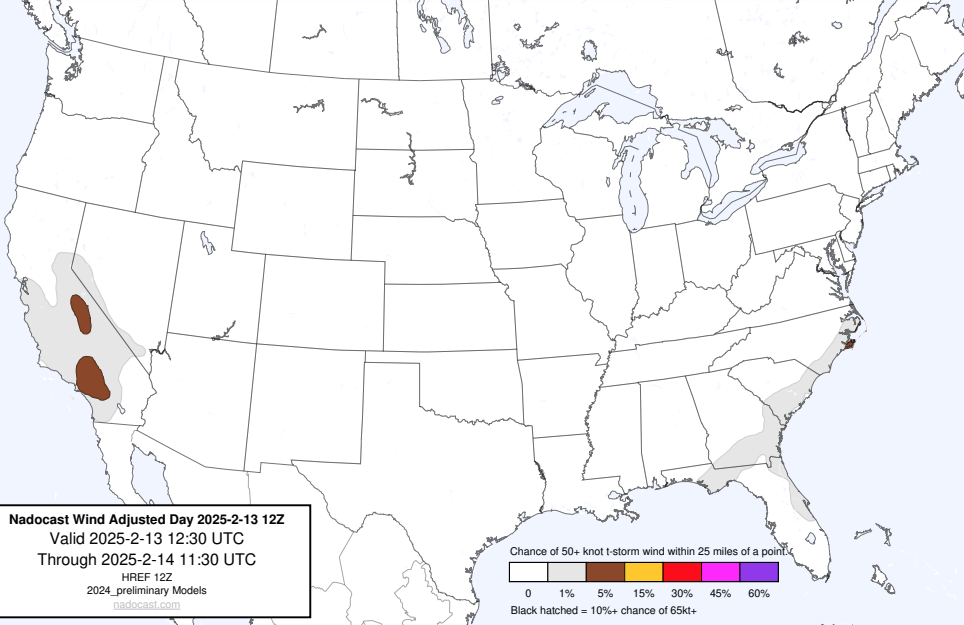 Nadocast Wind Adjusted Day 2025-2-13 12Z
Valid 2025-2-13 12:30 UTC
Through 2025-2-14 11:30 UTC
HREF 12Z
2024_preliminary Models
nadocast.com
Chance of 50+ knot t-storm wind within 25 miles of a point.
0 1% 5% 15% 30% 45% 60%
Black hatched = 10%+ chance of 65kt+